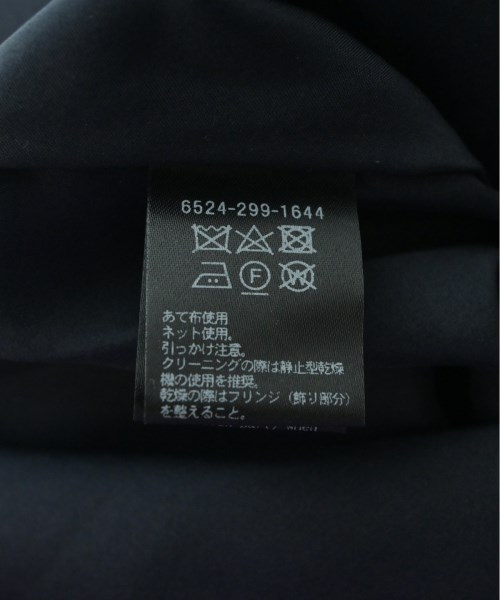 6524-299-1644
F
W
あて布使用
ネット使用。
引っかけ注意。
クリーニングの際は静止型乾燥
機の使用を推奨。
乾燥の際はフリンジ（飾り部分）
を整えること。